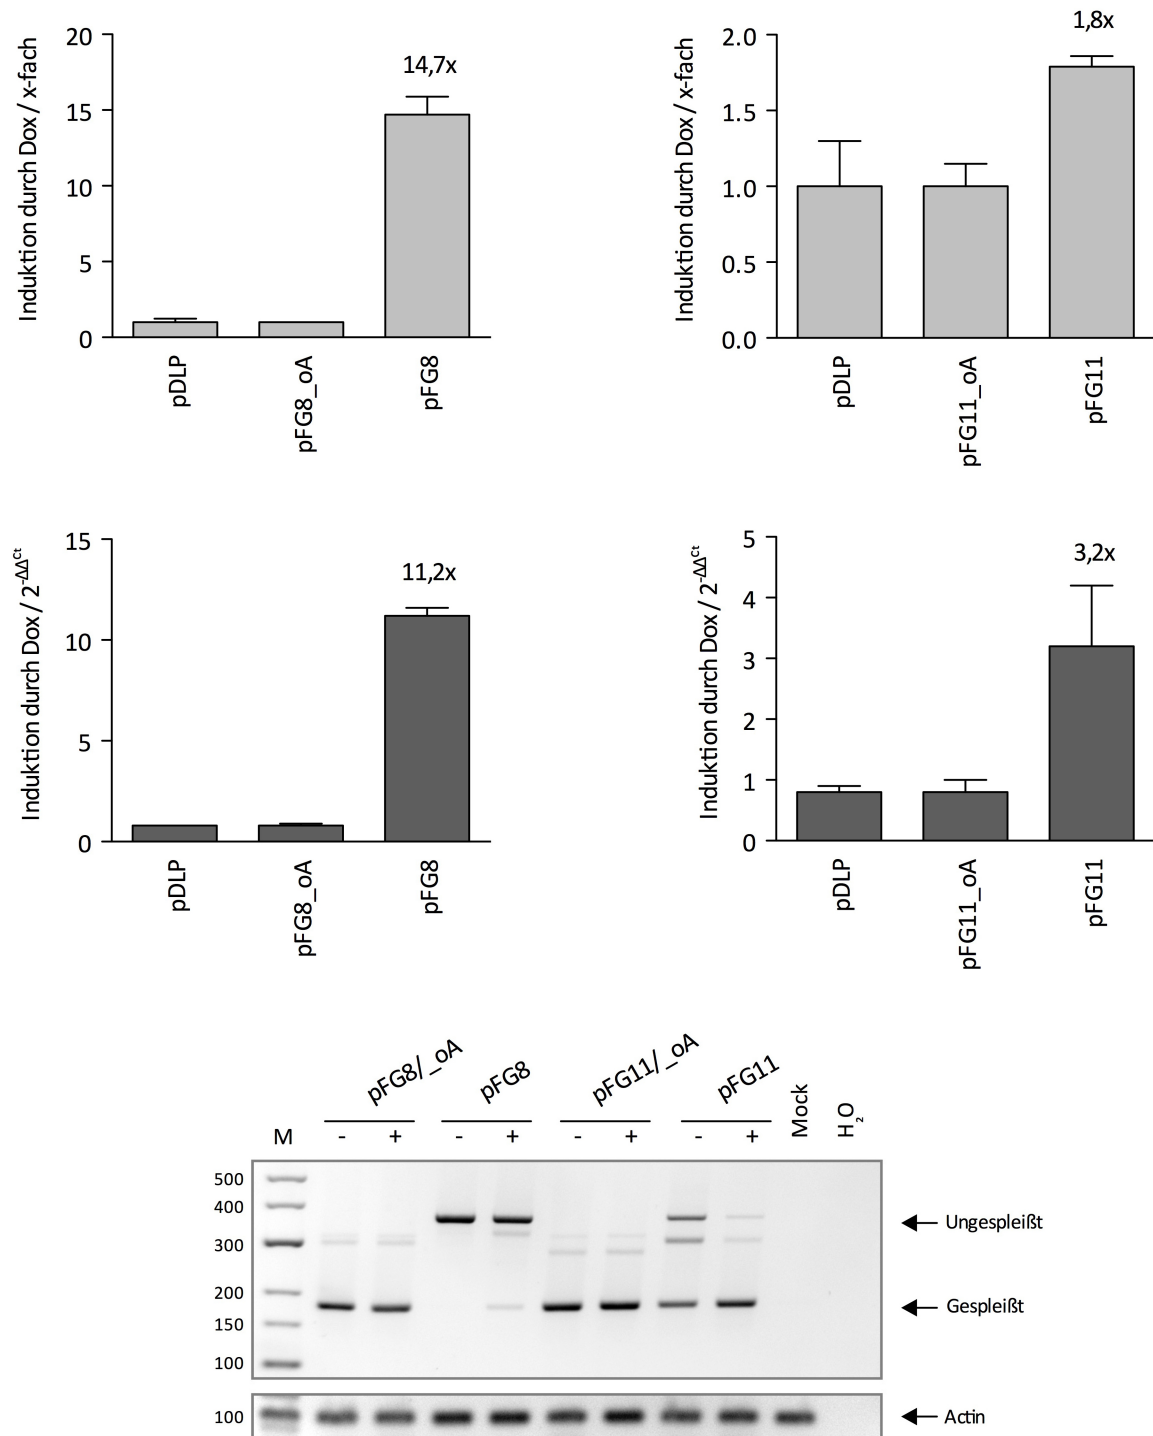 Induktion durch Dox / x-fach
20
15
10
5
0
14,7x
pDLP
pFG8_oA
pFG8
Induktion durch Dox / x-fach
2.0
1.5
1.0
0.5
0.0
1,8x
pDLP
pFG11_oA
pFG11
Induktion durch Dox / 2^-ΔΔCt
15
10
5
0
11,2x
pDLP
pFG8_oA
pFG8
Induktion durch Dox / 2^-ΔΔCt
5
4
3
2
1
0
3,2x
pDLP
pFG11_oA
pFG11
pFG8/_oA pFG8 pFG11/_oA pFG11 Mock H₂O
M - + - + - + - +
500
400
300
200
150
100
Ungespleißt
Gespleißt
100
Actin